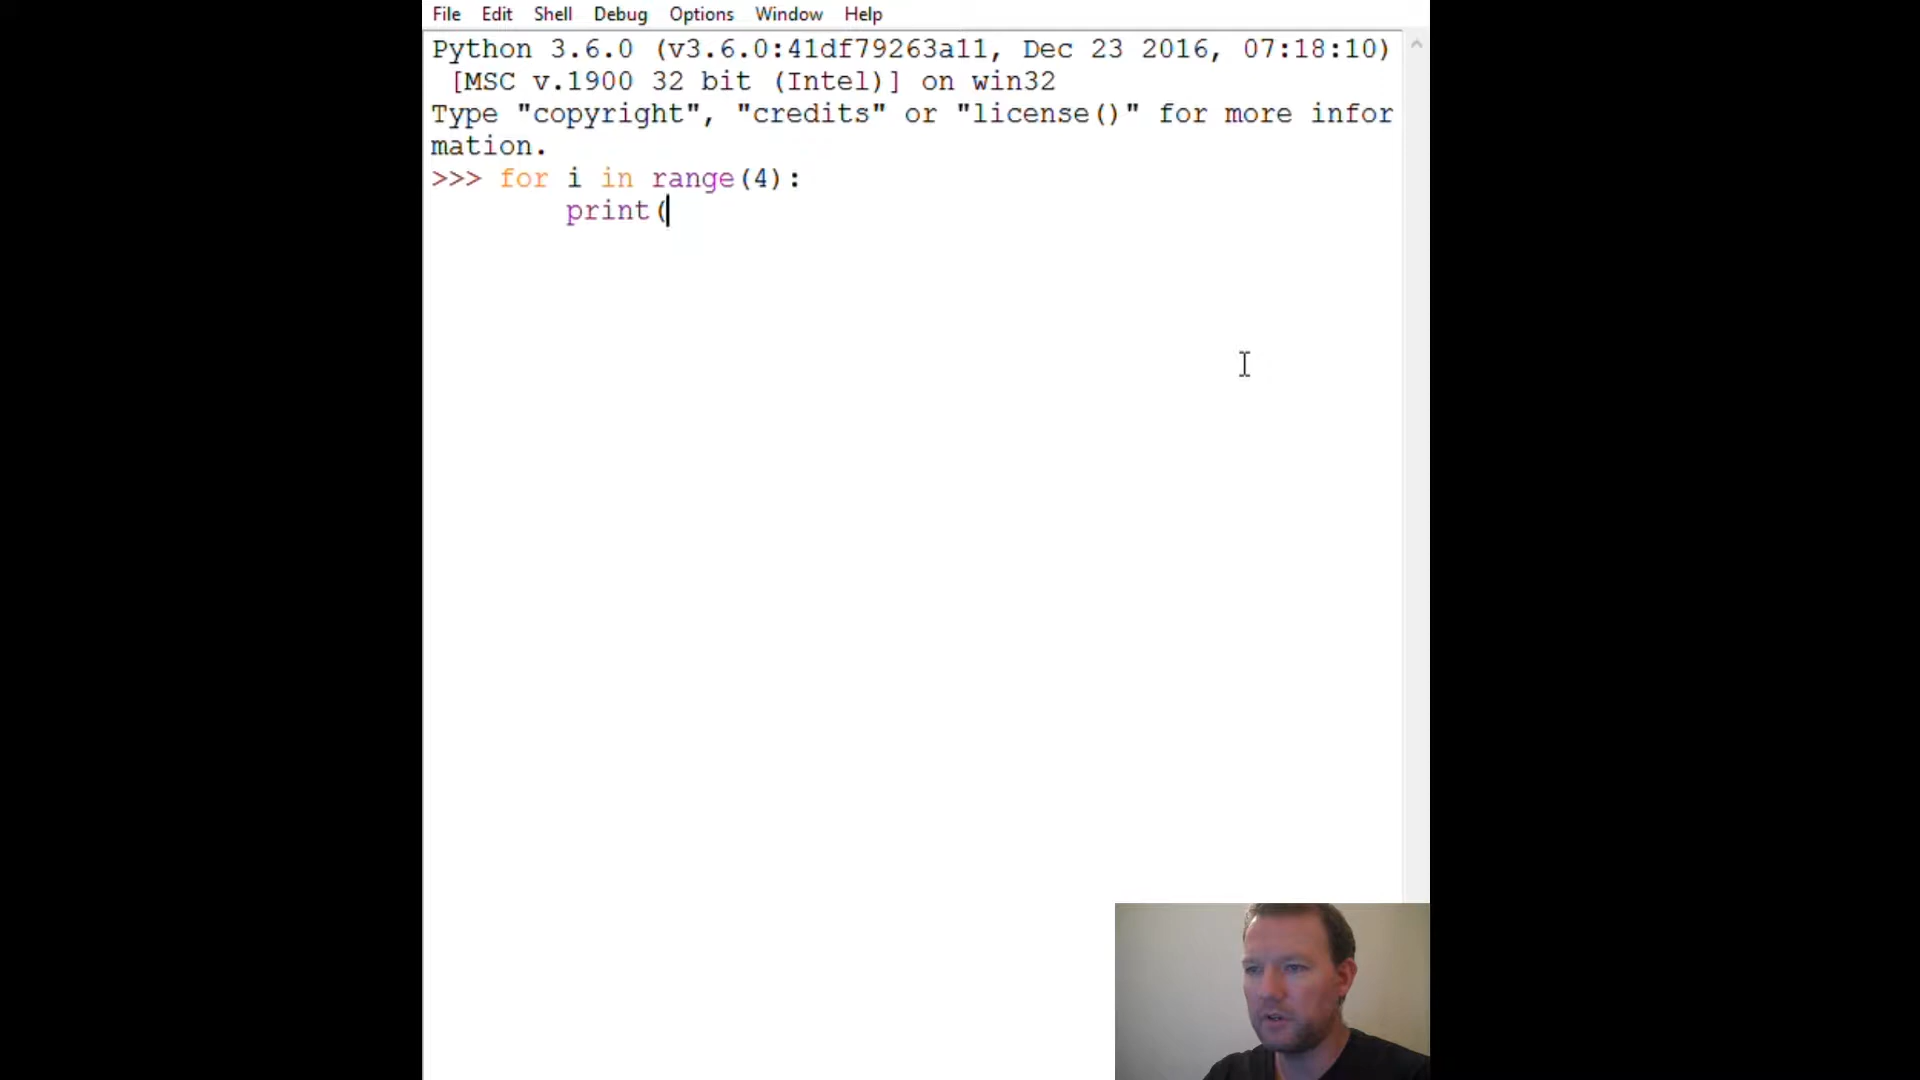 File Edit Shell Debug Options Window Help
Python 3.6.0 (v3.6.0:41df79263a11, Dec 23 2016, 07:18:10)
[MSC v.1900 32 bit (Intel)] on win32
Type "copyright", "credits" or "license()" for more infor
mation.
>>> for i in range(4):
print(